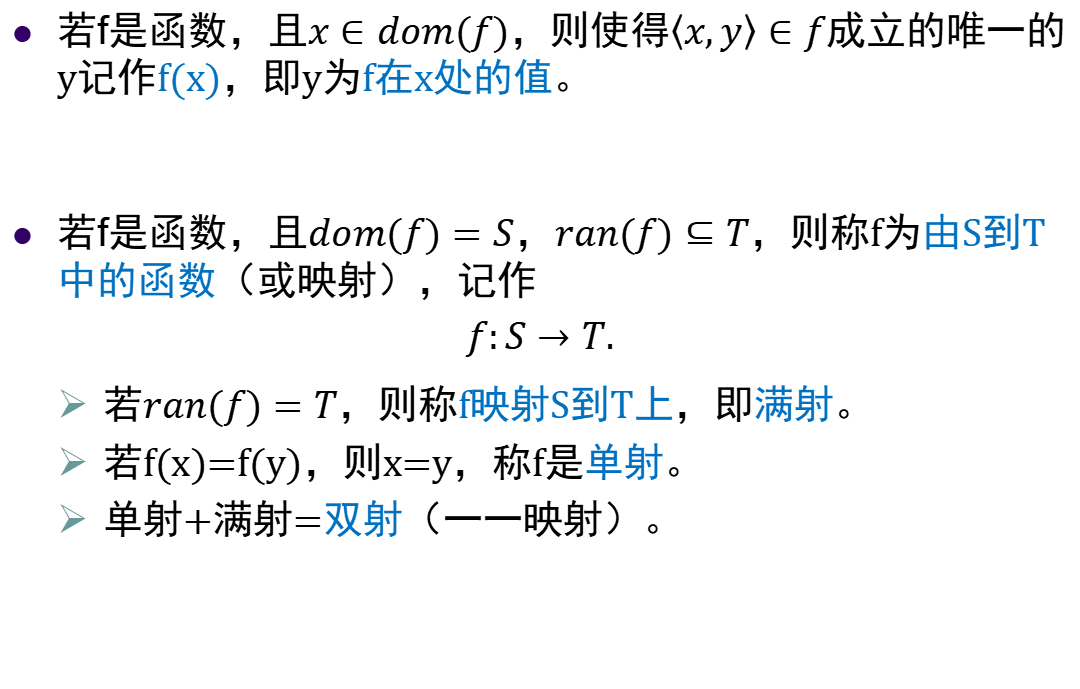 若f是函数，且x ∈ dom(f)，则使得⟨x, y⟩ ∈ f成立的唯一的
y记作f(x)，即y为f在x处的值。
若f是函数，且dom(f) = S，ran(f) ⊆ T，则称f为由S到T
中的函数（或映射），记作
f: S → T.
若ran(f) = T，则称f映射S到T上，即满射。
若f(x)=f(y)，则x=y，称f是单射。
单射+满射=双射（一一映射）。